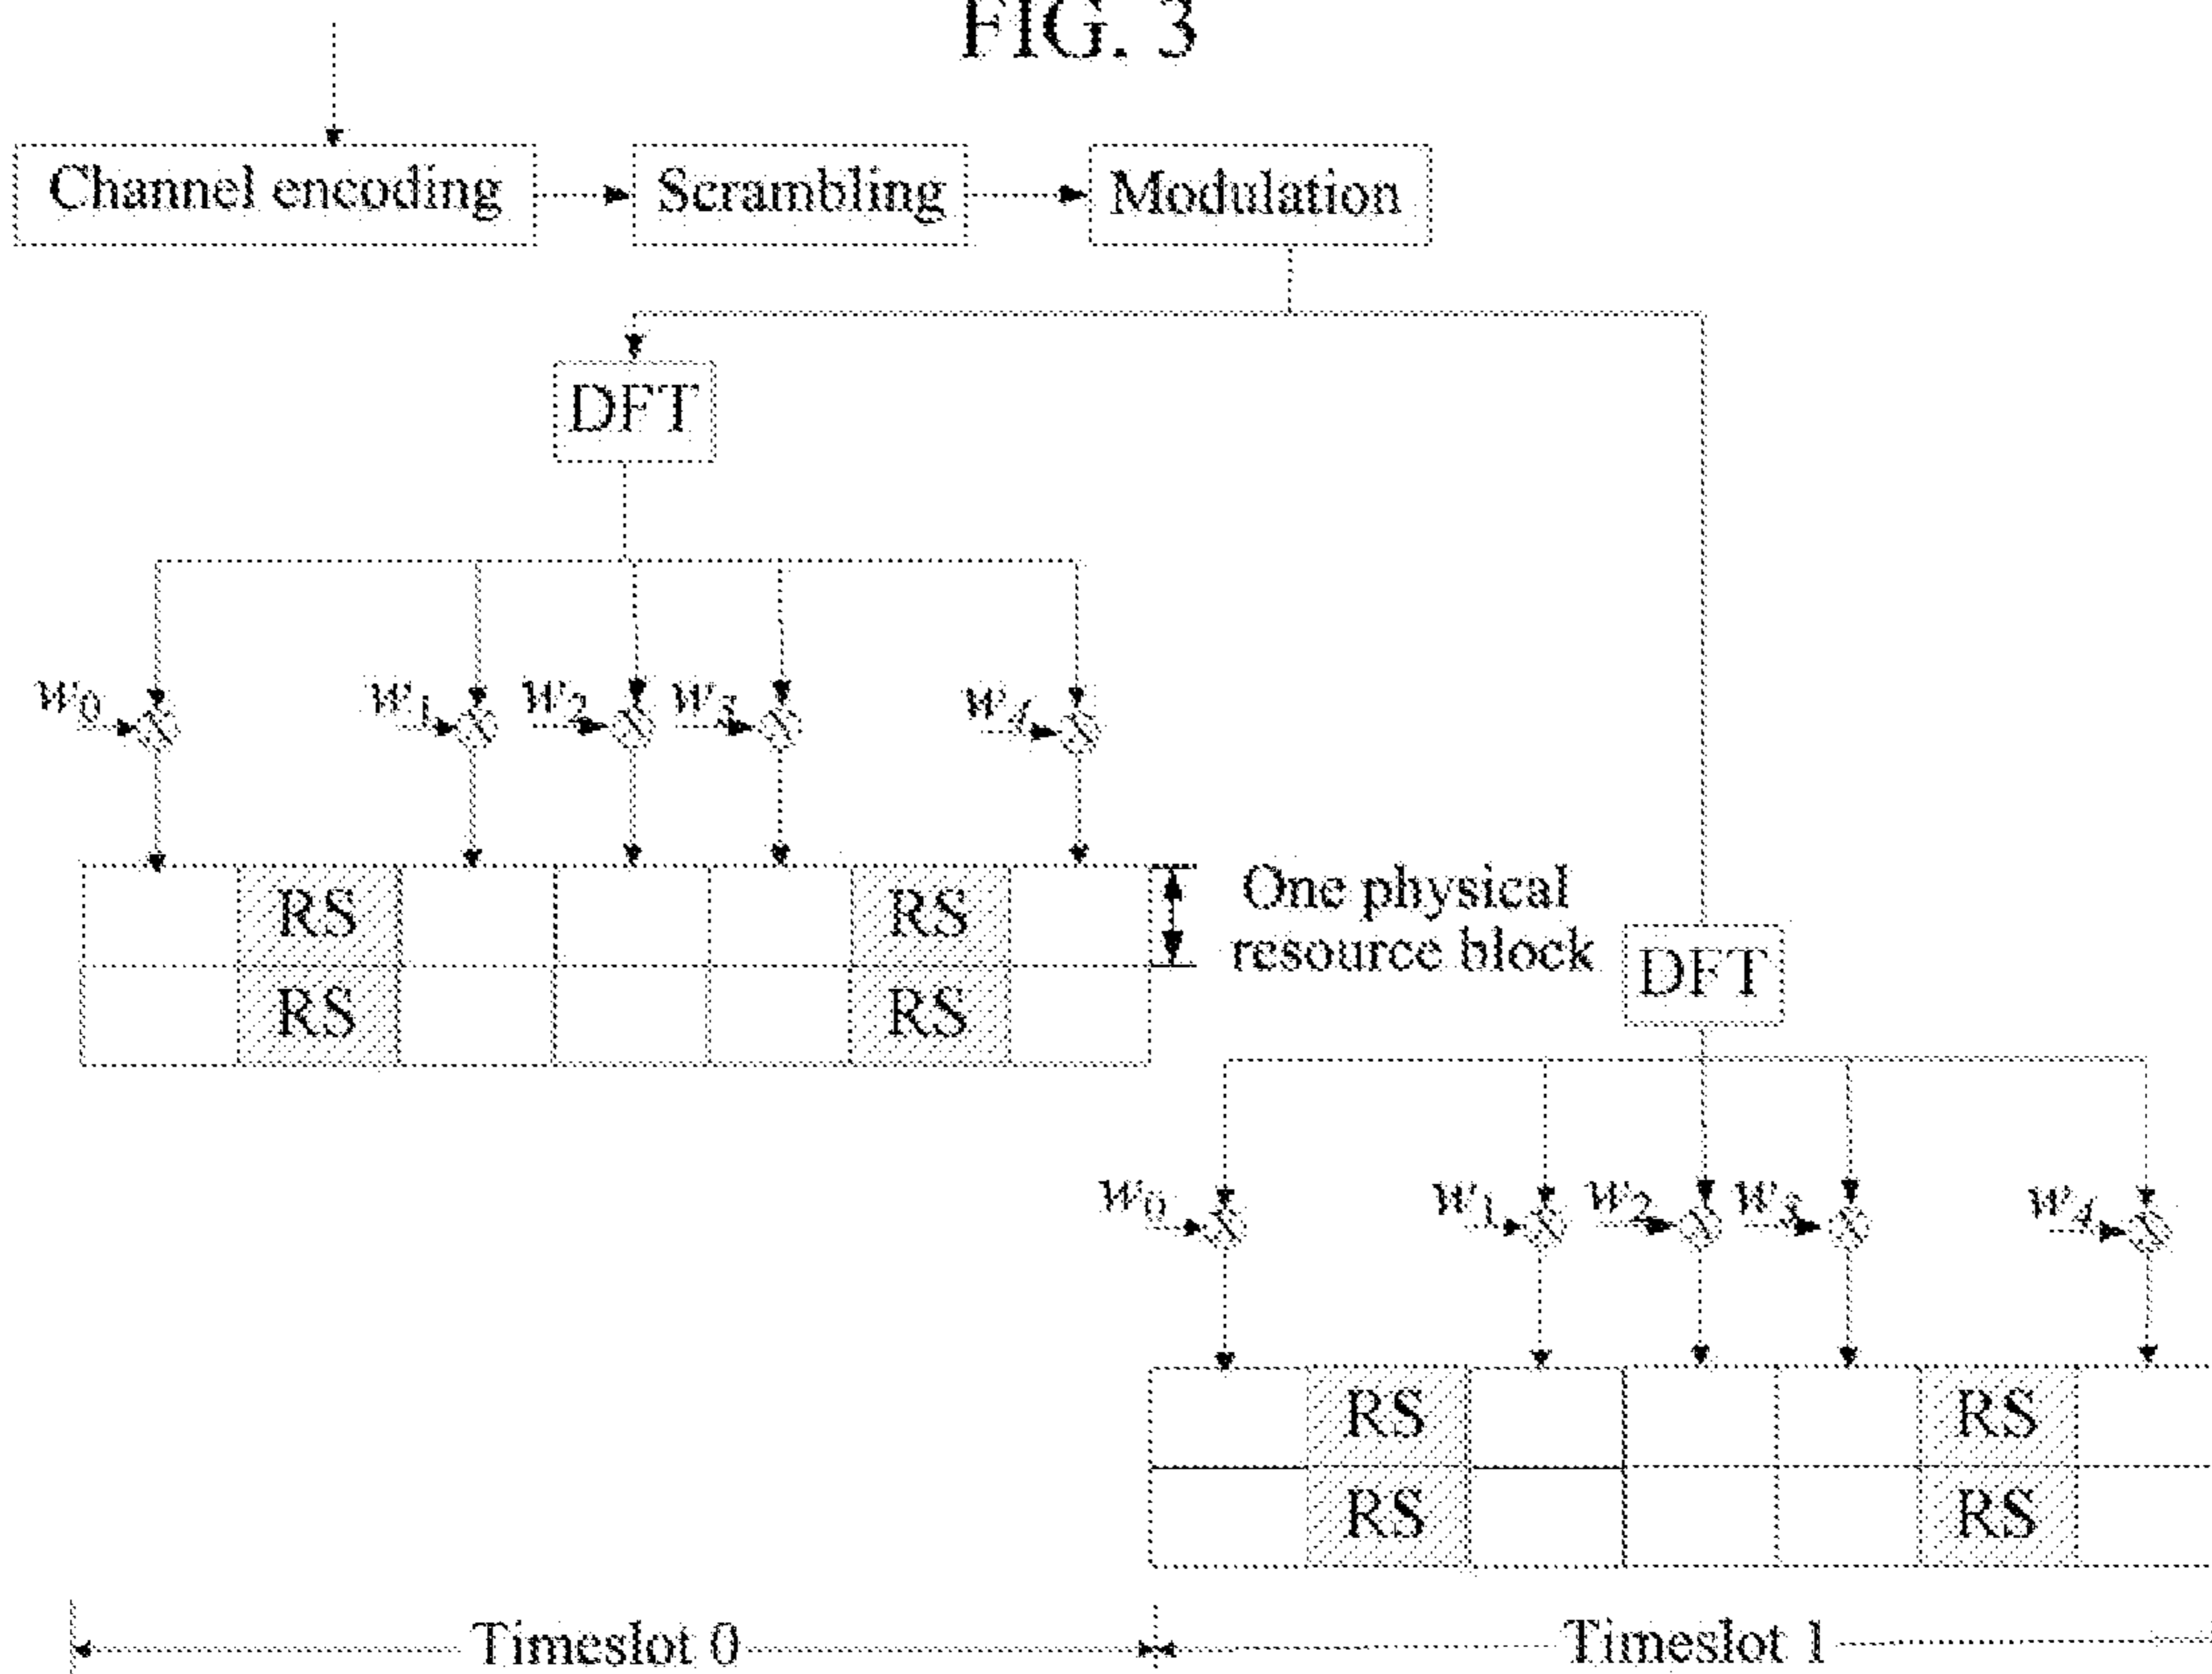 FIG. 3
Channel encoding
Scrambling
Modulation
DFT
w0
w1
w2
w3
w4
RS
RS
One physical
resource block
RS
RS
DFT
w0
w1
w2
w3
w4
RS
RS
RS
RS
Timeslot 0
Timeslot 1